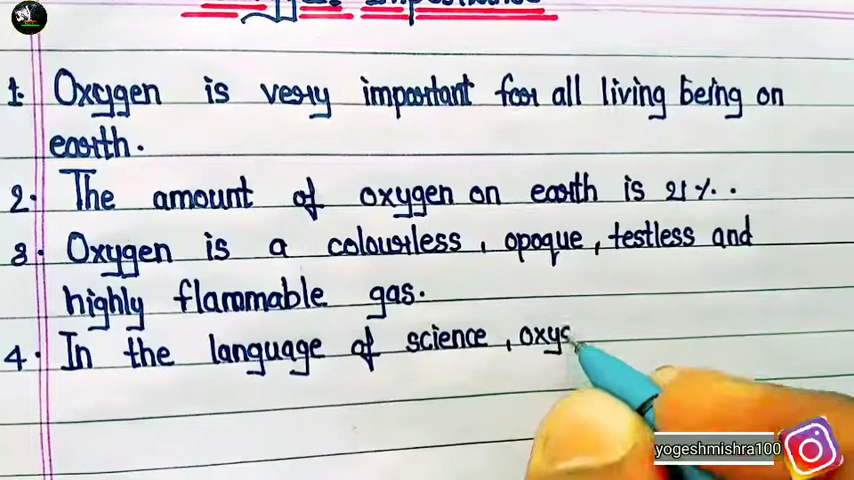 1. Oxygen is very important for all living being on
earth.
2. The amount of oxygen on earth is 21%.
3. Oxygen is a colourless, opoque, testless and
highly flammable gas.
4. In the language of science, oxyg
yogeshmishra100